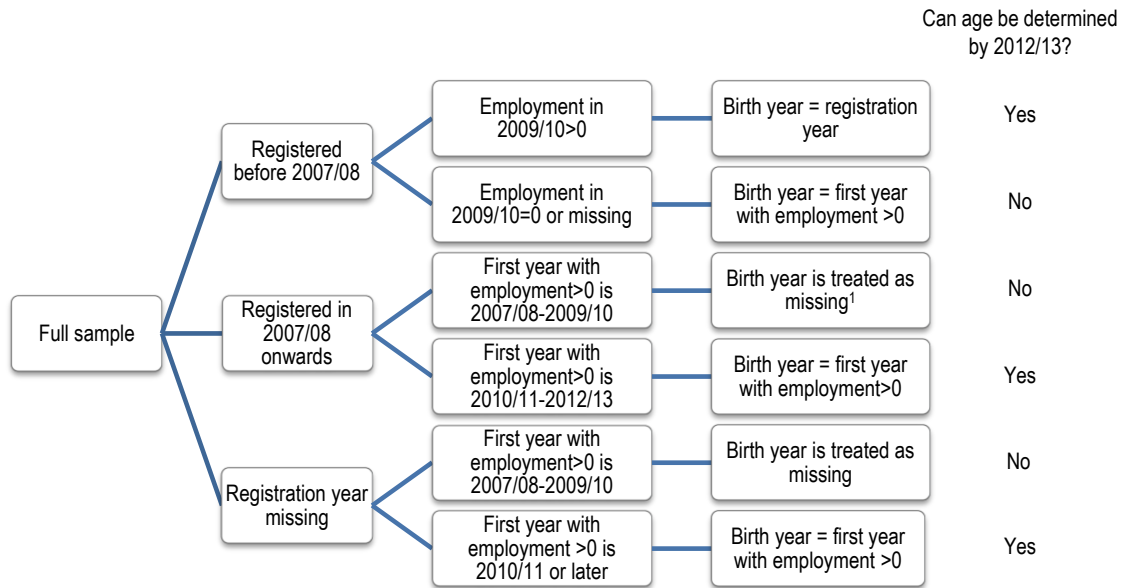 Can age be determined
by 2012/13?
Employment in
2009/10>0
Birth year = registration
year
Yes
Registered
before 2007/08
Employment in
2009/10=0 or missing
Birth year = first year
with employment >0
No
First year with
employment>0 is
2007/08-2009/10
Birth year is treated as
missing¹
No
Full sample
Registered in
2007/08
onwards
First year with
employment>0 is
2010/11-2012/13
Birth year = first year
with employment>0
Yes
First year with
employment>0 is
2007/08-2009/10
Birth year is treated as
missing
No
Registration year
missing
First year with
employment >0 is
2010/11 or later
Birth year = first year
with employment >0
Yes